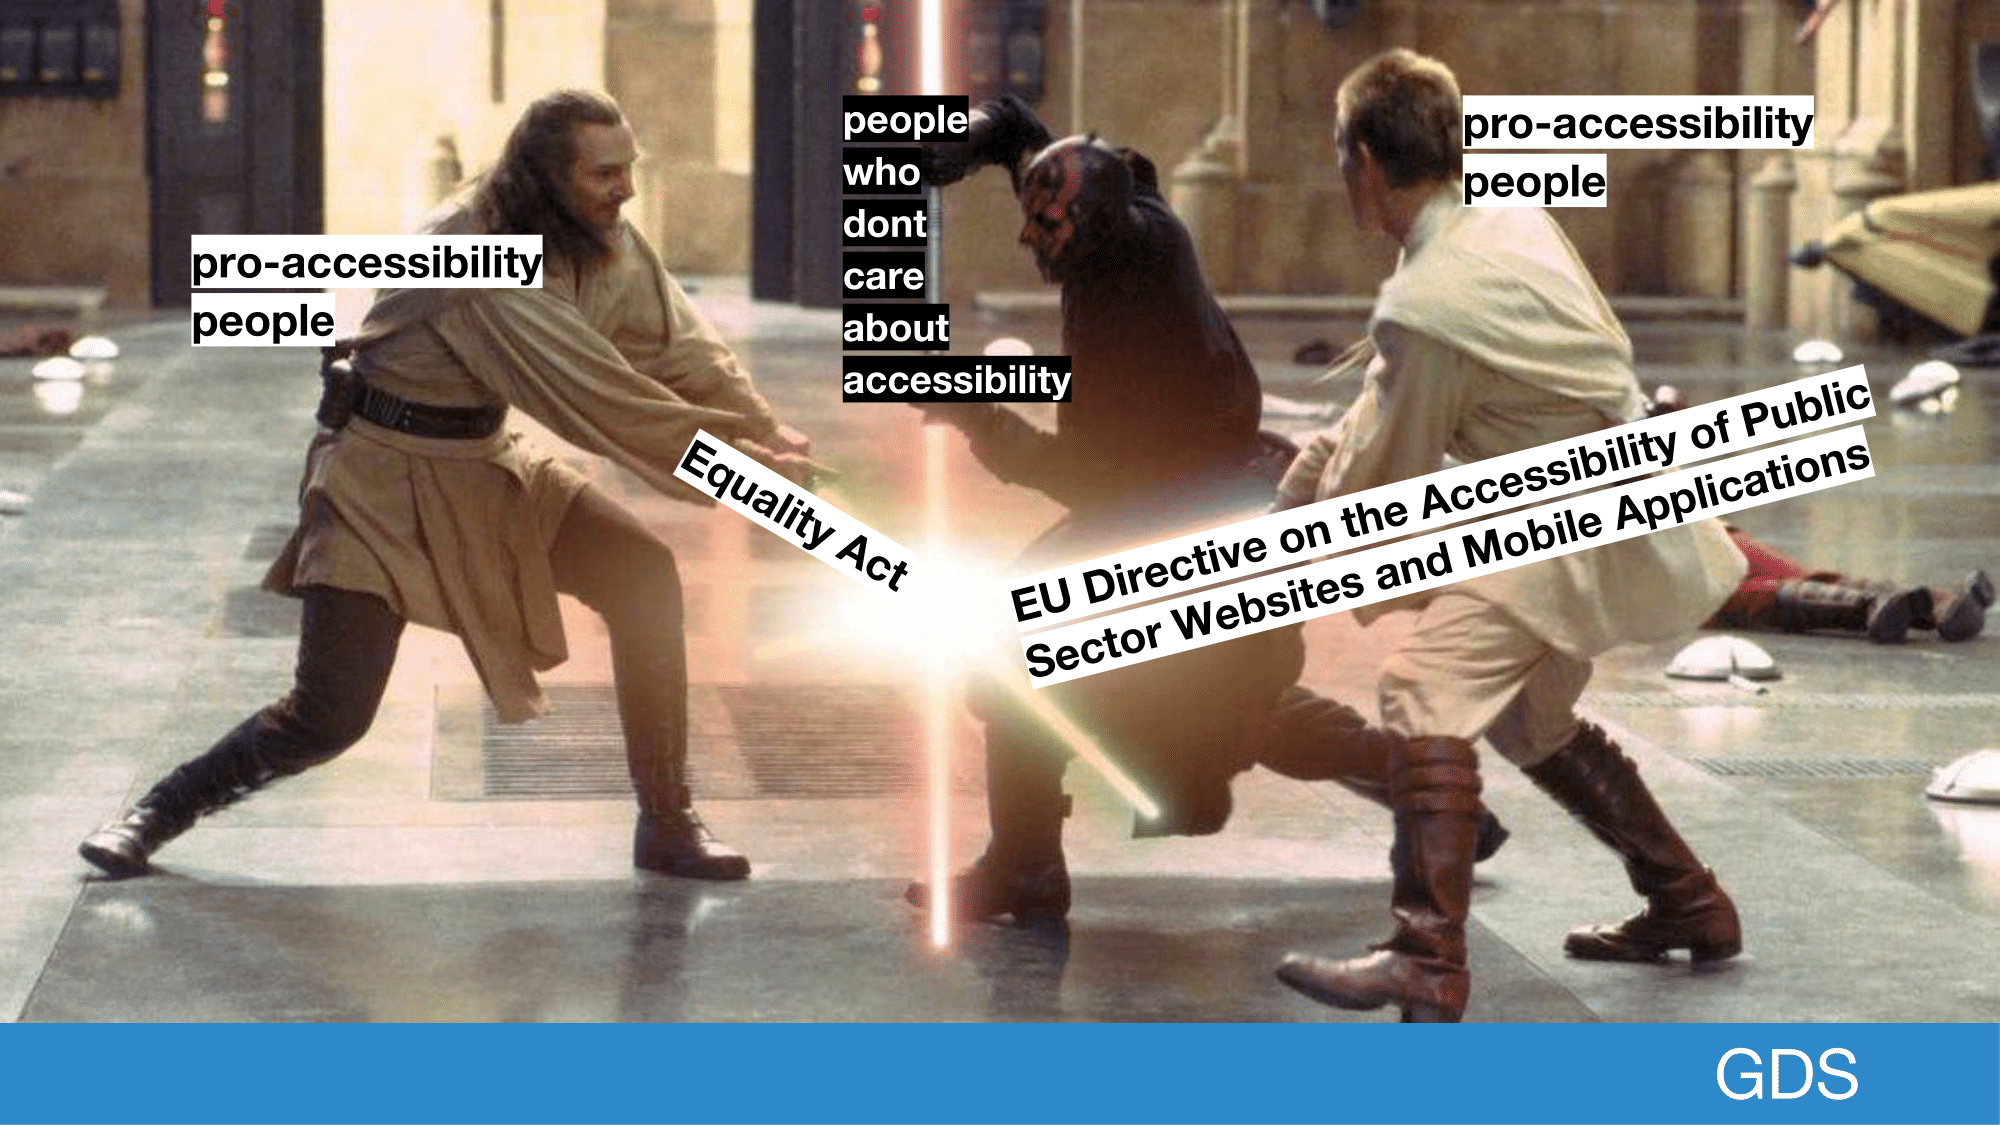 pro-accessibility
people
people
who
dont
care
about
accessibility
pro-accessibility
people
Equality Act
EU Directive on the Accessibility of Public
Sector Websites and Mobile Applications
GDS